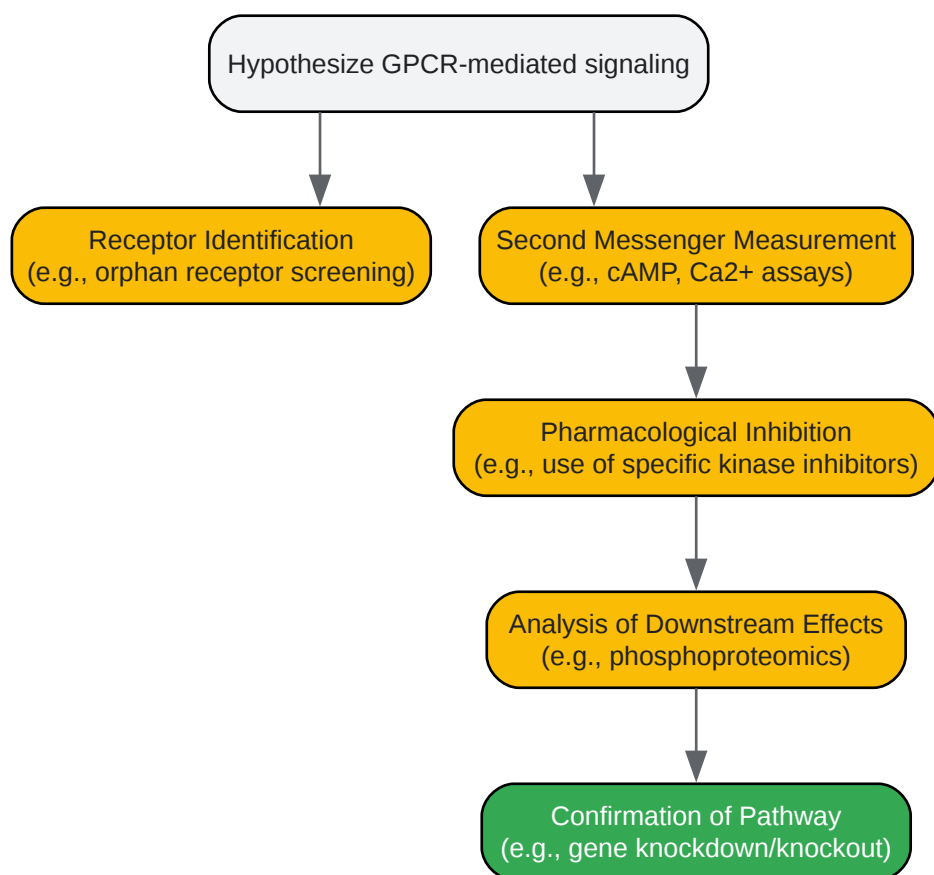 Hypothesize GPCR-mediated signaling
Receptor Identification
(e.g., orphan receptor screening)
Second Messenger Measurement
(e.g., cAMP, Ca2+ assays)
Pharmacological Inhibition
(e.g., use of specific kinase inhibitors)
Analysis of Downstream Effects
(e.g., phosphoproteomics)
Confirmation of Pathway
(e.g., gene knockdown/knockout)